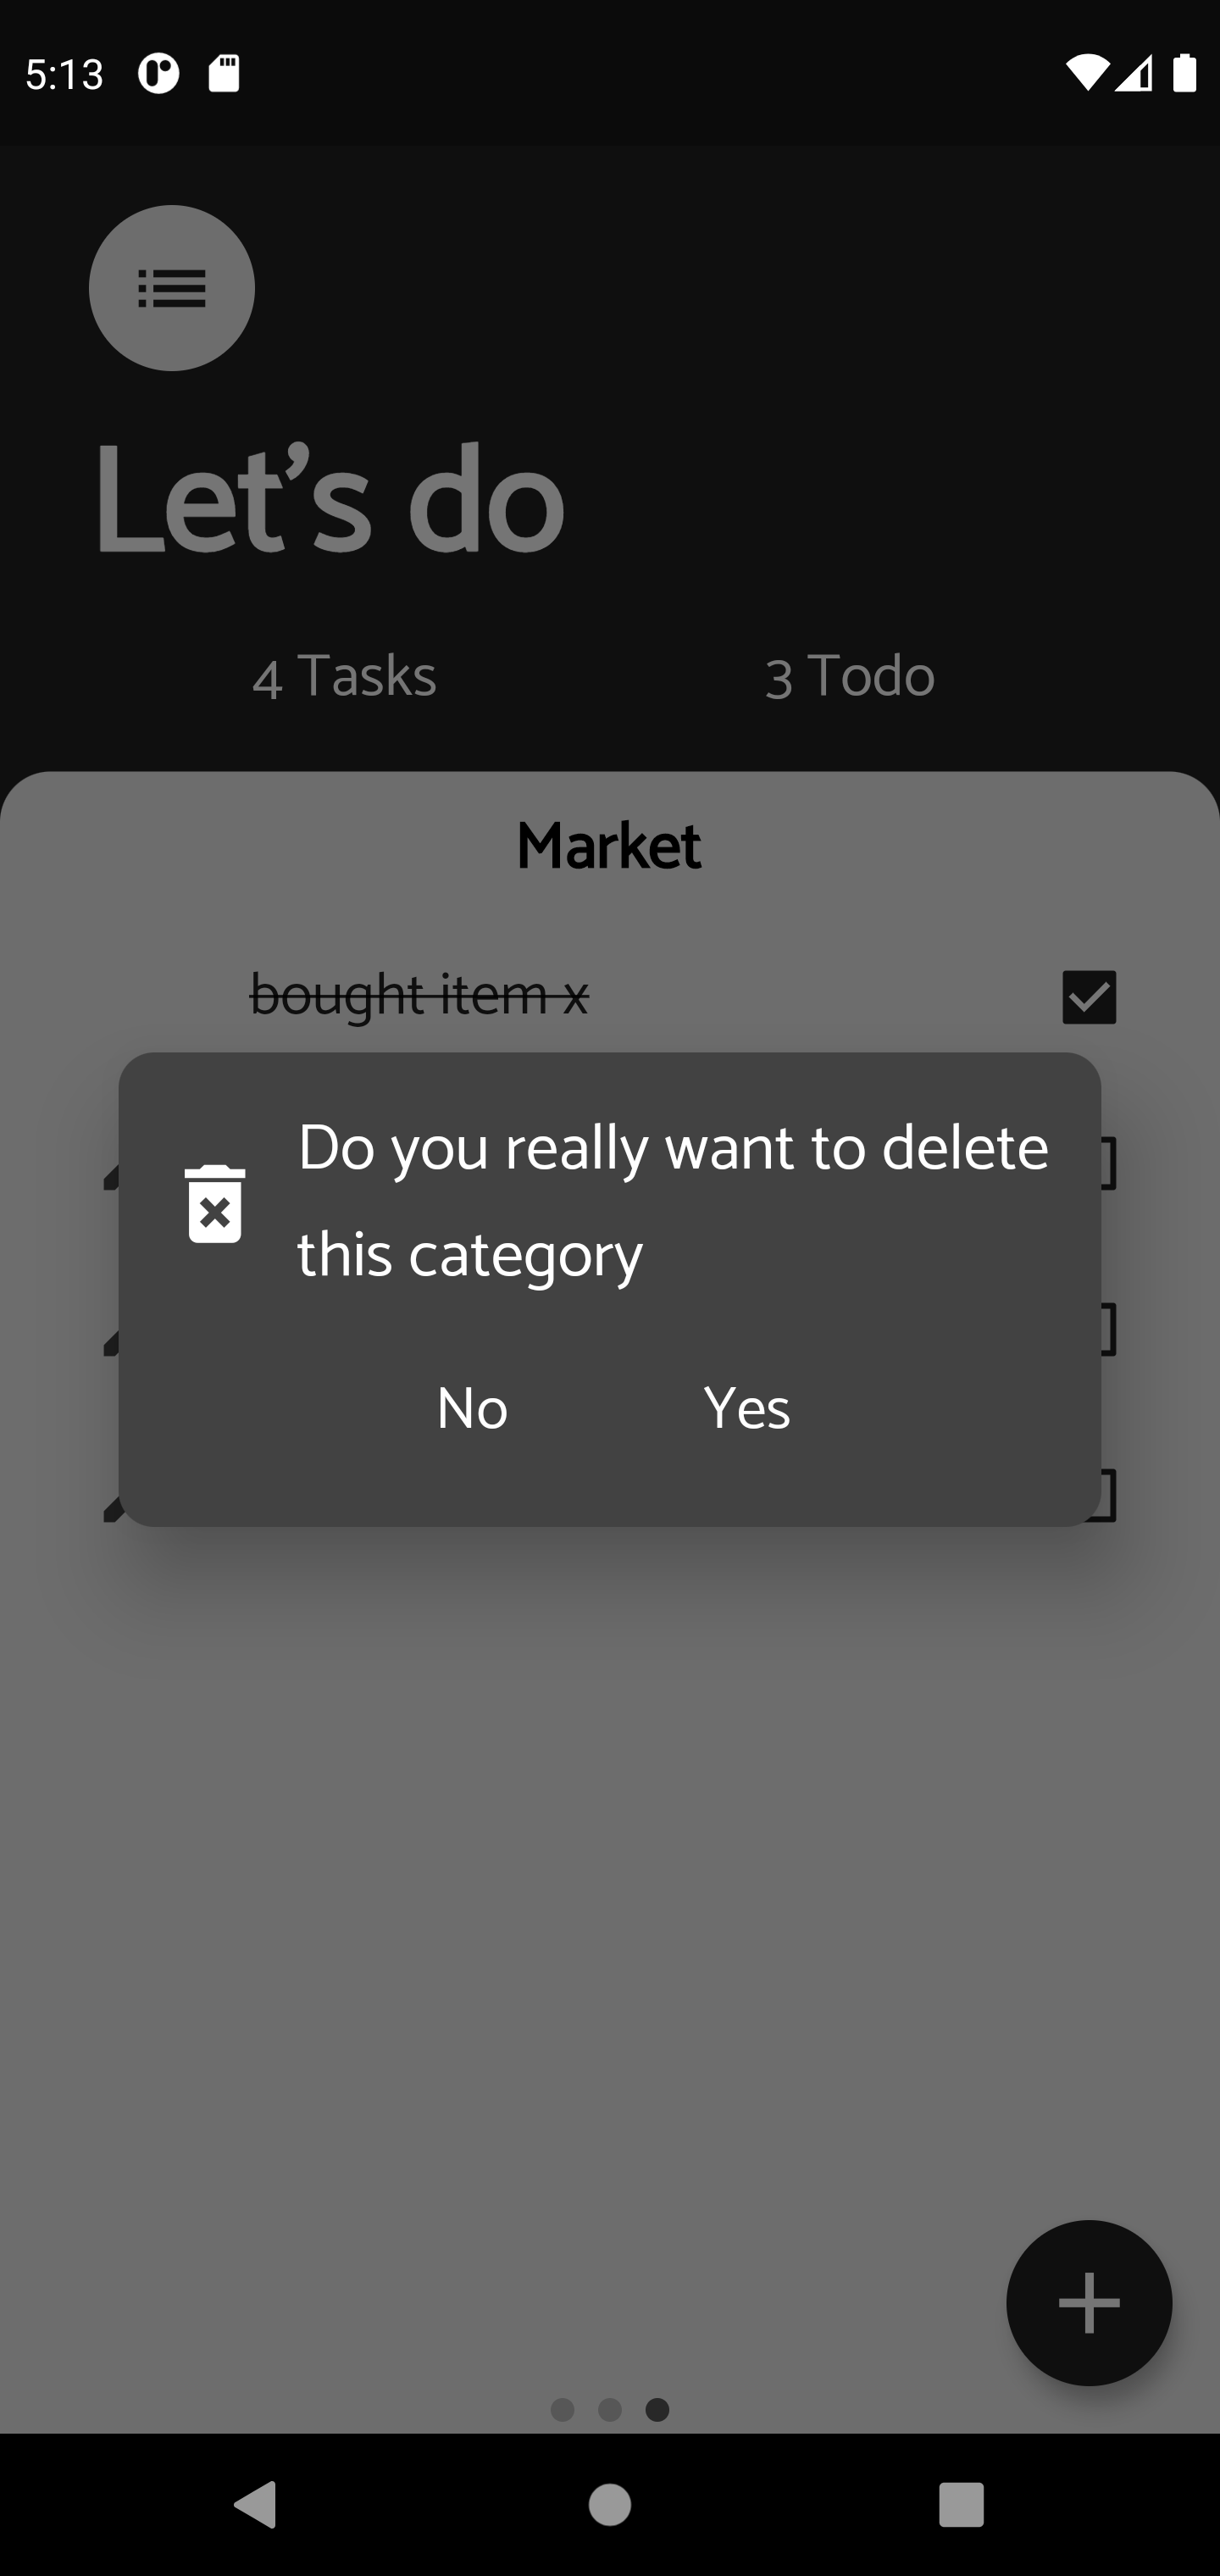 5:13
Let's do
4 Tasks
3 Todo
Market
bought item x
Do you really want to delete
this category
No
Yes